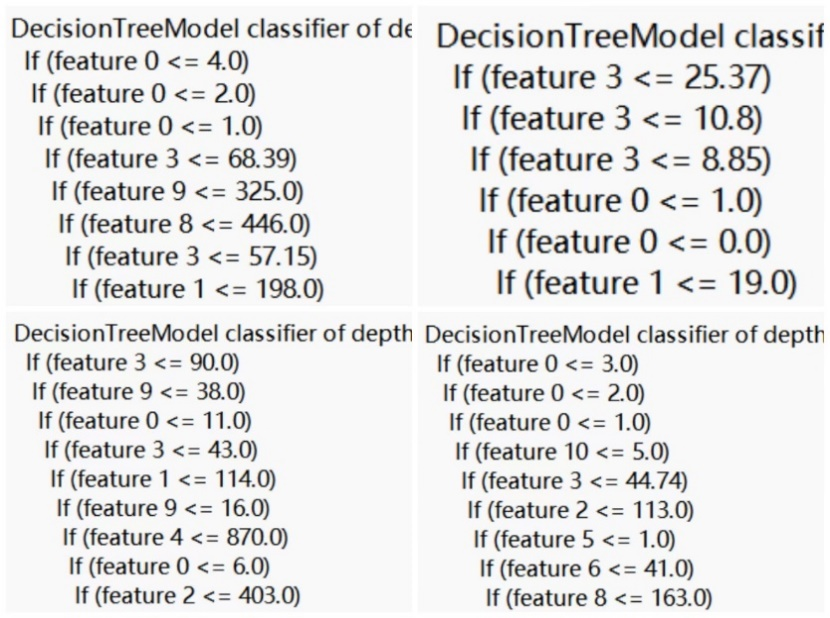 DecisionTreeModel classifier of de
If (feature 0 <= 4.0)
If (feature 0 <= 2.0)
If (feature 0 <= 1.0)
If (feature 3 <= 68.39)
If (feature 9 <= 325.0)
If (feature 8 <= 446.0)
If (feature 3 <= 57.15)
If (feature 1 <= 198.0)
DecisionTreeModel classif
If (feature 3 <= 25.37)
If (feature 3 <= 10.8)
If (feature 3 <= 8.85)
If (feature 0 <= 1.0)
If (feature 0 <= 0.0)
If (feature 1 <= 19.0)
DecisionTreeModel classifier of depth
If (feature 3 <= 90.0)
If (feature 9 <= 38.0)
If (feature 0 <= 11.0)
If (feature 3 <= 43.0)
If (feature 1 <= 114.0)
If (feature 9 <= 16.0)
If (feature 4 <= 870.0)
If (feature 0 <= 6.0)
If (feature 2 <= 403.0)
DecisionTreeModel classifier of depth
If (feature 0 <= 3.0)
If (feature 0 <= 2.0)
If (feature 0 <= 1.0)
If (feature 10 <= 5.0)
If (feature 3 <= 44.74)
If (feature 2 <= 113.0)
If (feature 5 <= 1.0)
If (feature 6 <= 41.0)
If (feature 8 <= 163.0)